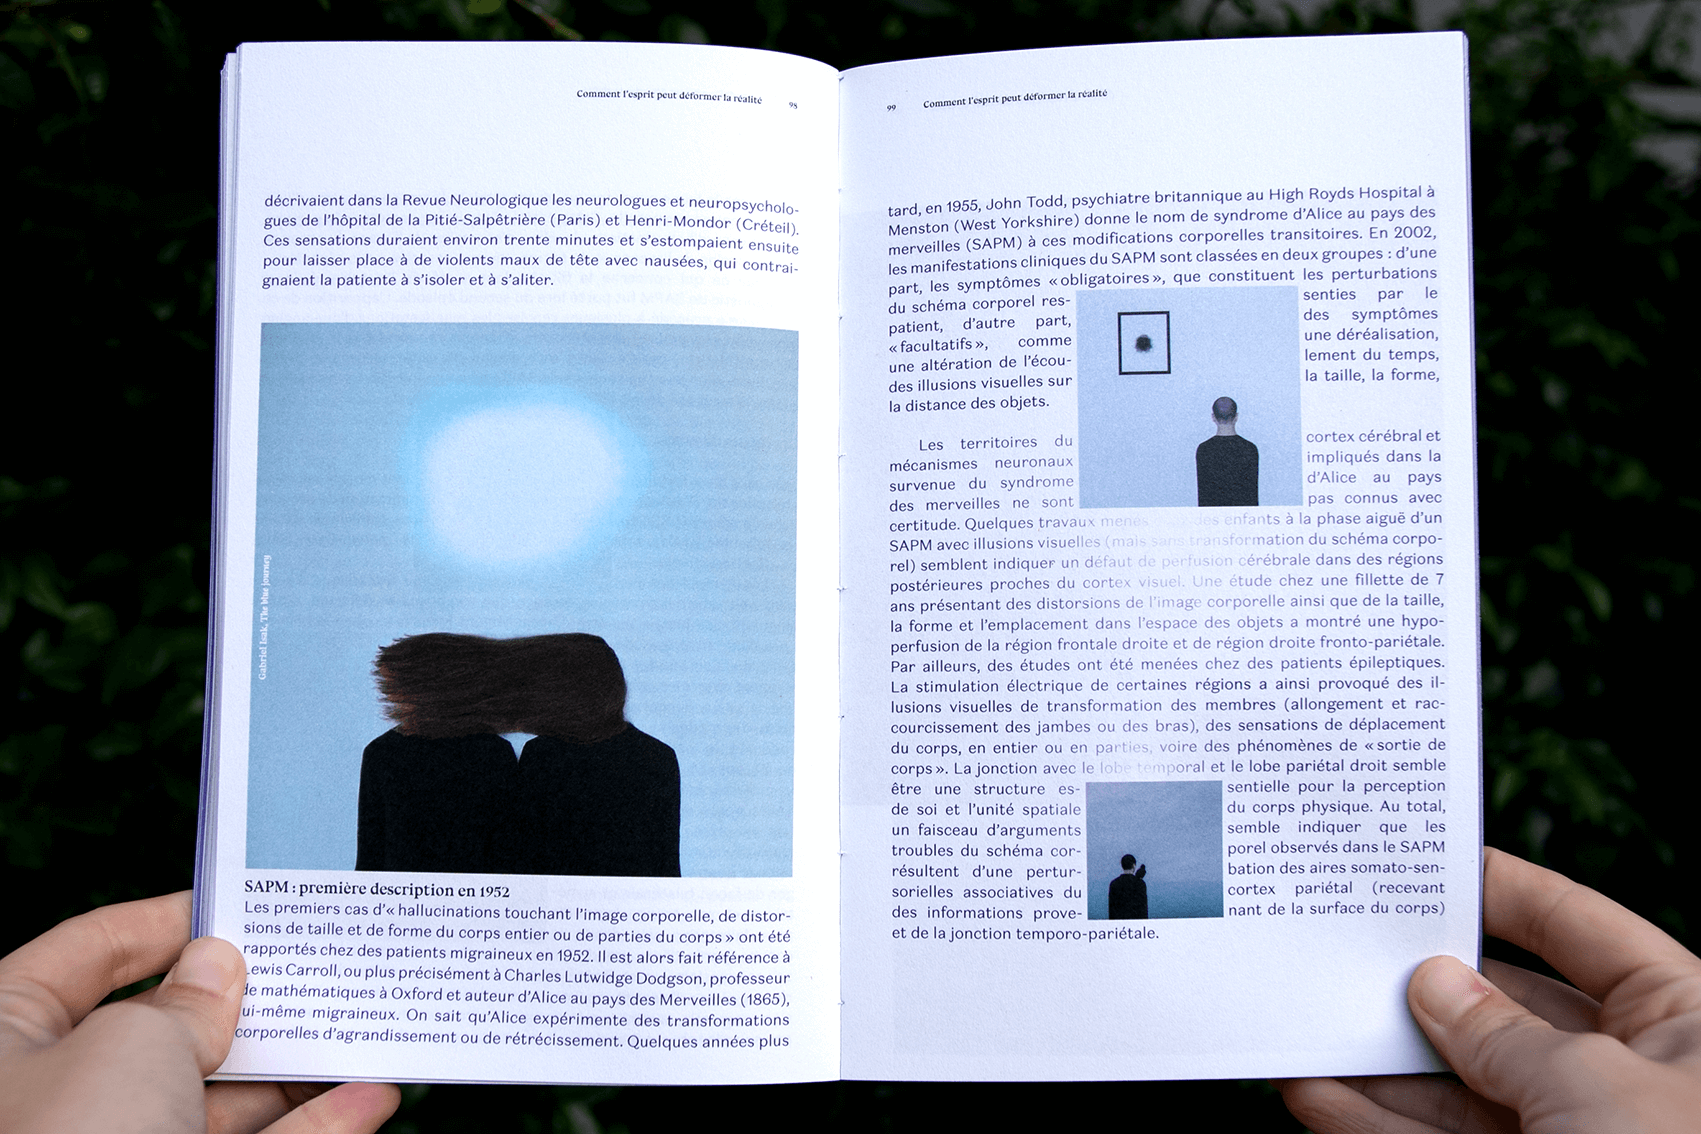 Comment l'esprit peut déformer la réalité 98
décrivaient dans la Revue Neurologique les neurologues et neuropsycholo-
gues de l'hôpital de la Pitié-Salpêtrière (Paris) et Henri-Mondor (Créteil).
Ces sensations duraient environ trente minutes et s'estompaient ensuite
pour laisser place à de violents maux de tête avec nausées, qui contrai-
gnaient la patiente à s'isoler et à s'aliter.
Gabriel Isak, The blue journey
SAPM : première description en 1952
Les premiers cas d'« hallucinations touchant l'image corporelle, de distor-
sions de taille et de forme du corps entier ou de parties du corps » ont été
rapportés chez des patients migraineux en 1952. Il est alors fait référence à
Lewis Carroll, ou plus précisément à Charles Lutwidge Dodgson, professeur
de mathématiques à Oxford et auteur d'Alice au pays des Merveilles (1865),
ui-même migraineux. On sait qu'Alice expérimente des transformations
corporelles d'agrandissement ou de rétrécissement. Quelques années plus
99 Comment l'esprit peut déformer la réalité
tard, en 1955, John Todd, psychiatre britannique au High Royds Hospital à
Menston (West Yorkshire) donne le nom de syndrome d'Alice au pays des
merveilles (SAPM) à ces modifications corporelles transitoires. En 2002,
les manifestations cliniques du SAPM sont classées en deux groupes : d'une
part, les symptômes « obligatoires », que constituent les perturbations
du schéma corporel res- senties par le
patient, d'autre part, des symptômes
« facultatifs », comme une déréalisation,
une altération de l'écou- lement du temps,
des illusions visuelles sur la taille, la forme,
la distance des objets.
Les territoires du cortex cérébral et
mécanismes neuronaux impliqués dans la
survenue du syndrome d'Alice au pays
des merveilles ne sont pas connus avec
certitude. Quelques travaux menés des enfants à la phase aiguë d'un
SAPM avec illusions visuelles (mais sans transformation du schéma corpo-
rel) semblent indiquer un défaut de perfusion cérébrale dans des régions
postérieures proches du cortex visuel. Une étude chez une fillette de 7
ans présentant des distorsions de l'image corporelle ainsi que de la taille,
la forme et l'emplacement dans l'espace des objets a montré une hypo-
perfusion de la région frontale droite et de région droite fronto-pariétale.
Par ailleurs, des études ont été menées chez des patients épileptiques.
La stimulation électrique de certaines régions a ainsi provoqué des il-
lusions visuelles de transformation des membres (allongement et rac-
courcissement des jambes ou des bras), des sensations de déplacement
du corps, en entier ou en parties, voire des phénomènes de « sortie de
corps ». La jonction avec le lobe temporal et le lobe pariétal droit semble
être une structure es- sentielle pour la perception
de soi et l'unité spatiale du corps physique. Au total,
un faisceau d'arguments semble indiquer que les
troubles du schéma cor- porel observés dans le SAPM
résultent d'une pertur- bation des aires somato-sen-
sorielles associatives du cortex pariétal (recevant
des informations prove- nant de la surface du corps)
et de la jonction temporo-pariétale.